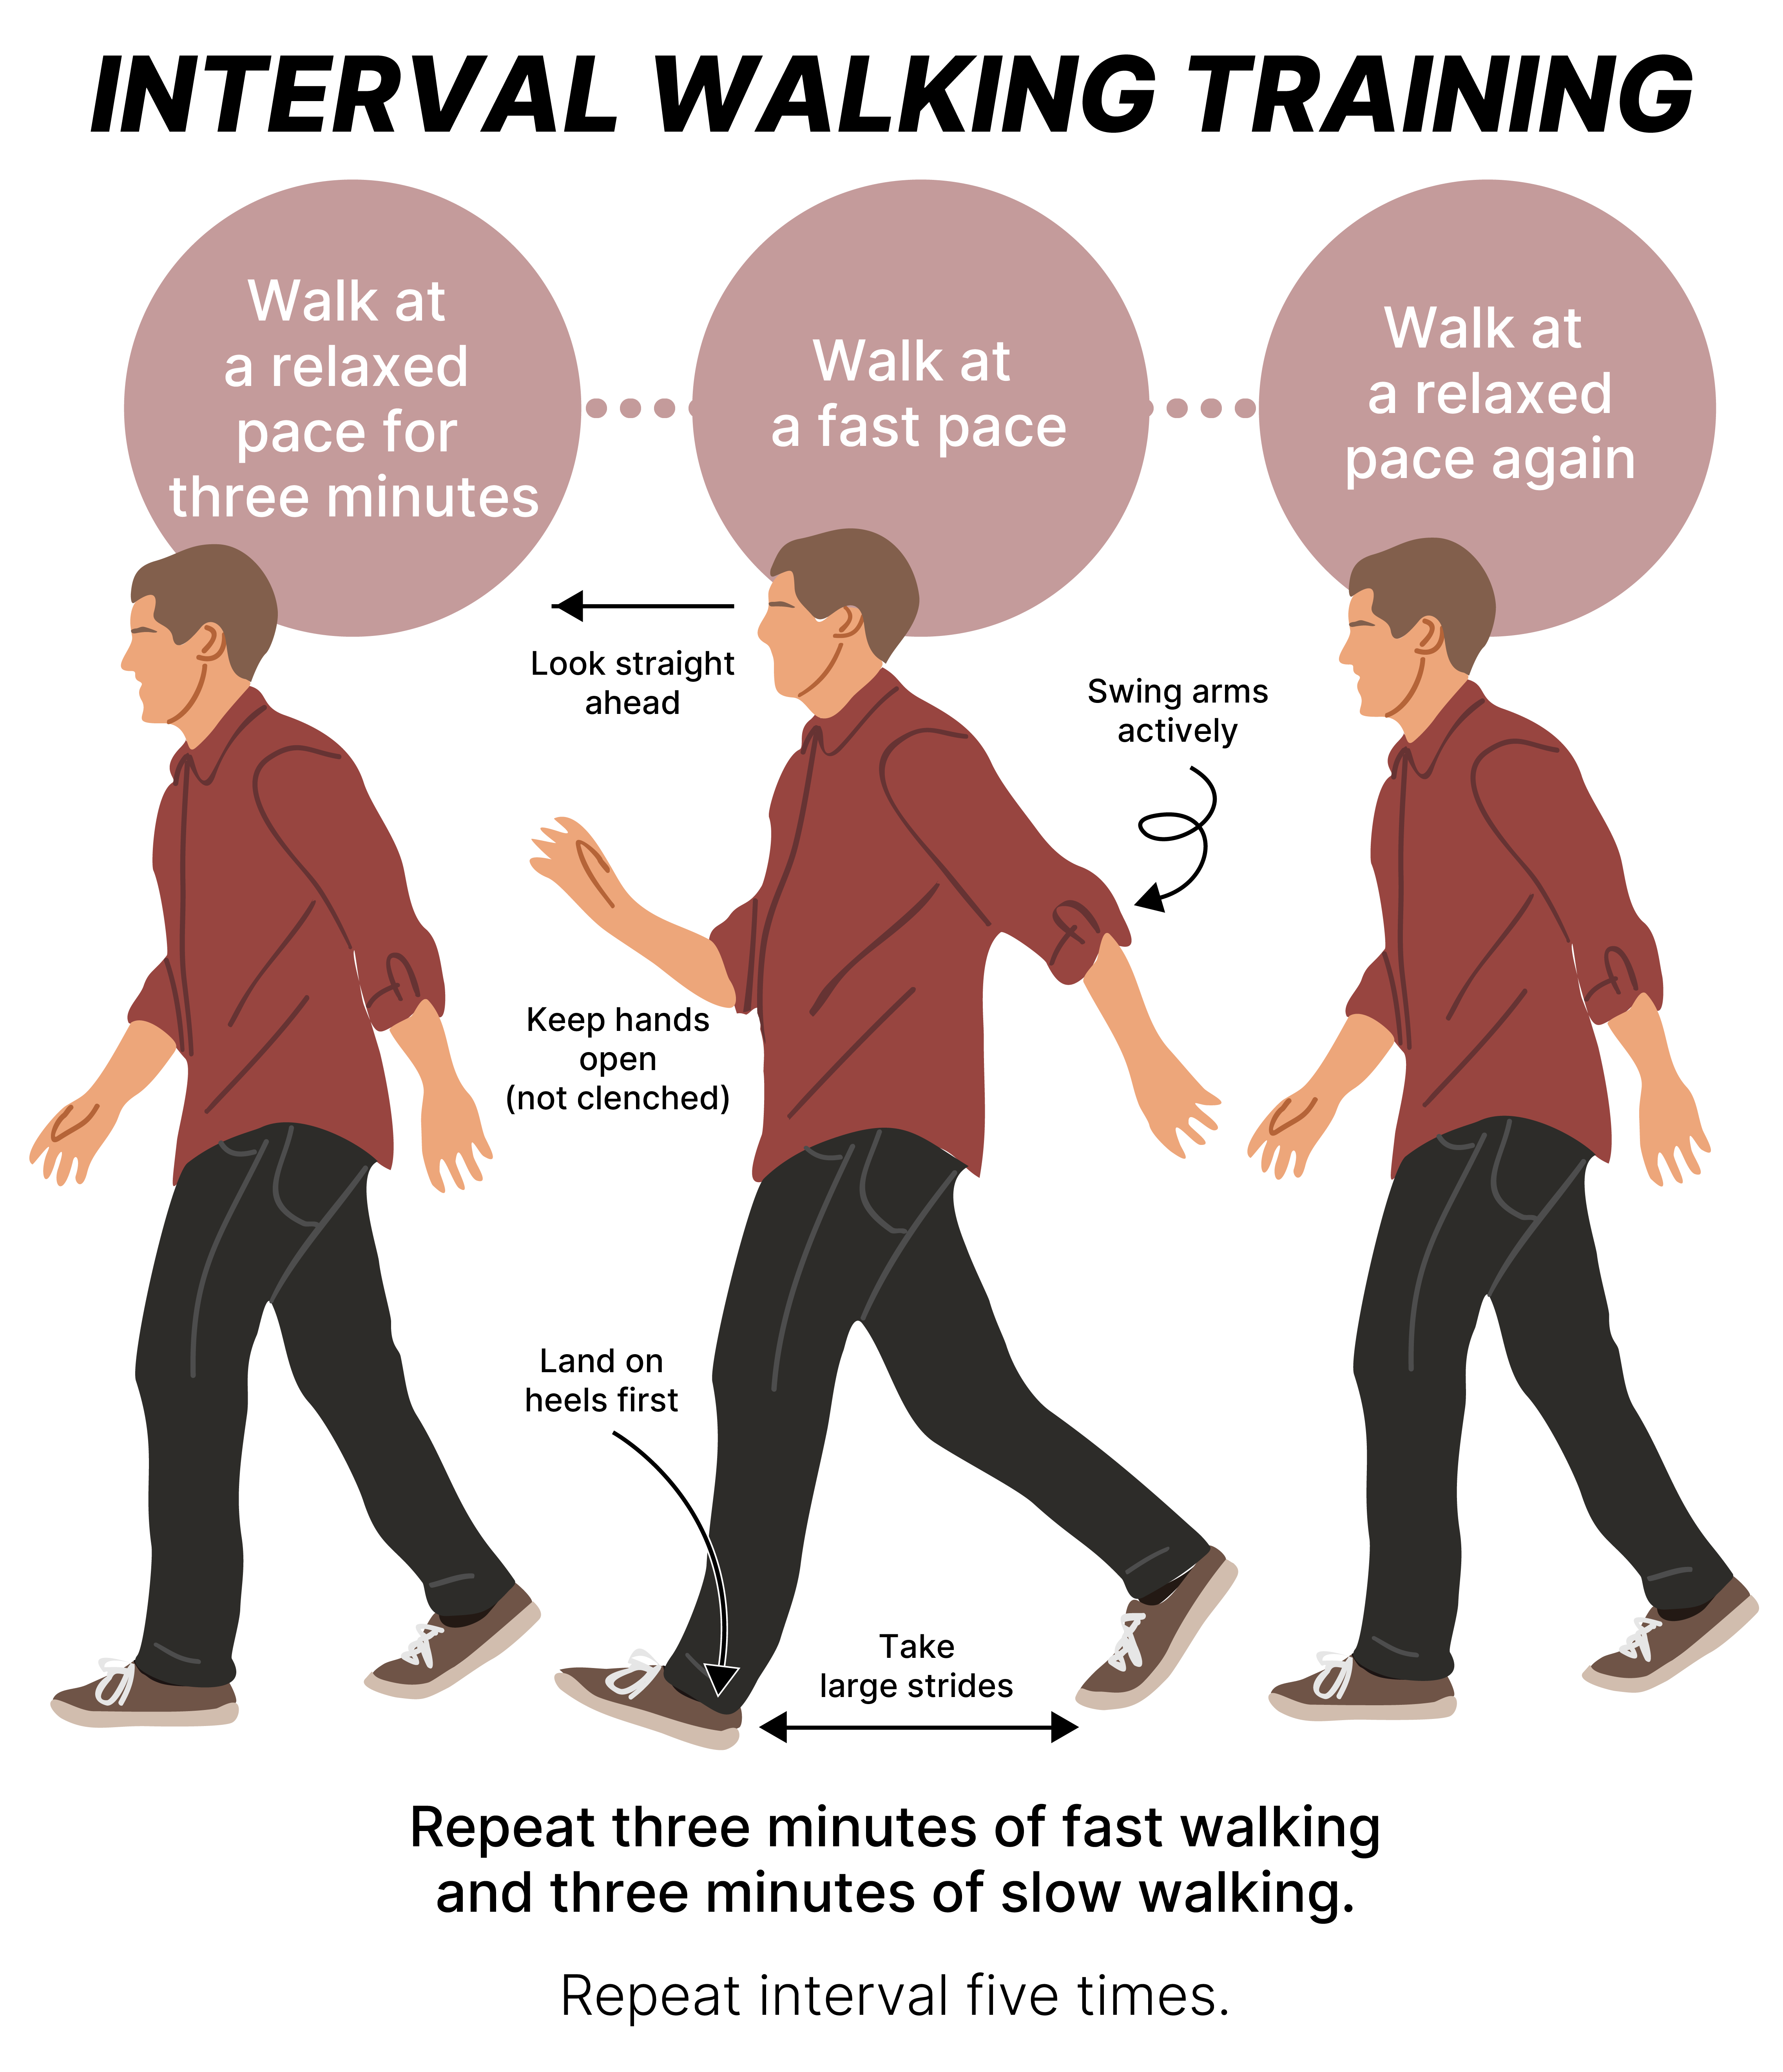 INTERVAL WALKING TRAINING
Walk at
a relaxed
pace for
three minutes
Walk at
a fast pace
Walk at
a relaxed
pace again
Look straight
ahead
Swing arms
actively
Keep hands
open
(not clenched)
Land on
heels first
Take
large strides
Repeat three minutes of fast walking
and three minutes of slow walking.
Repeat interval five times.